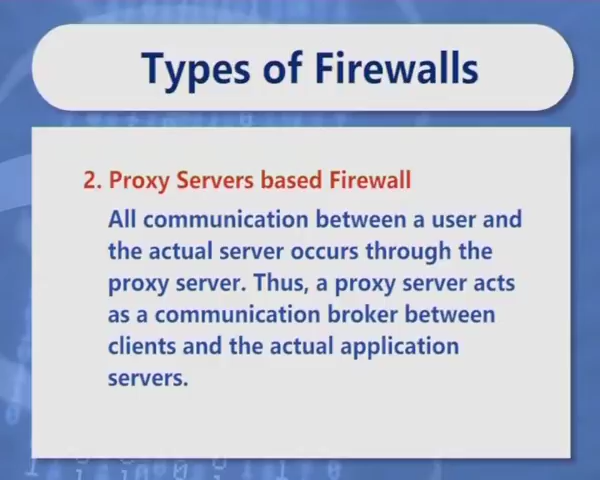 Types of Firewalls
2. Proxy Servers based Firewall
All communication between a user and
the actual server occurs through the
proxy server. Thus, a proxy server acts
as a communication broker between
clients and the actual application
servers.